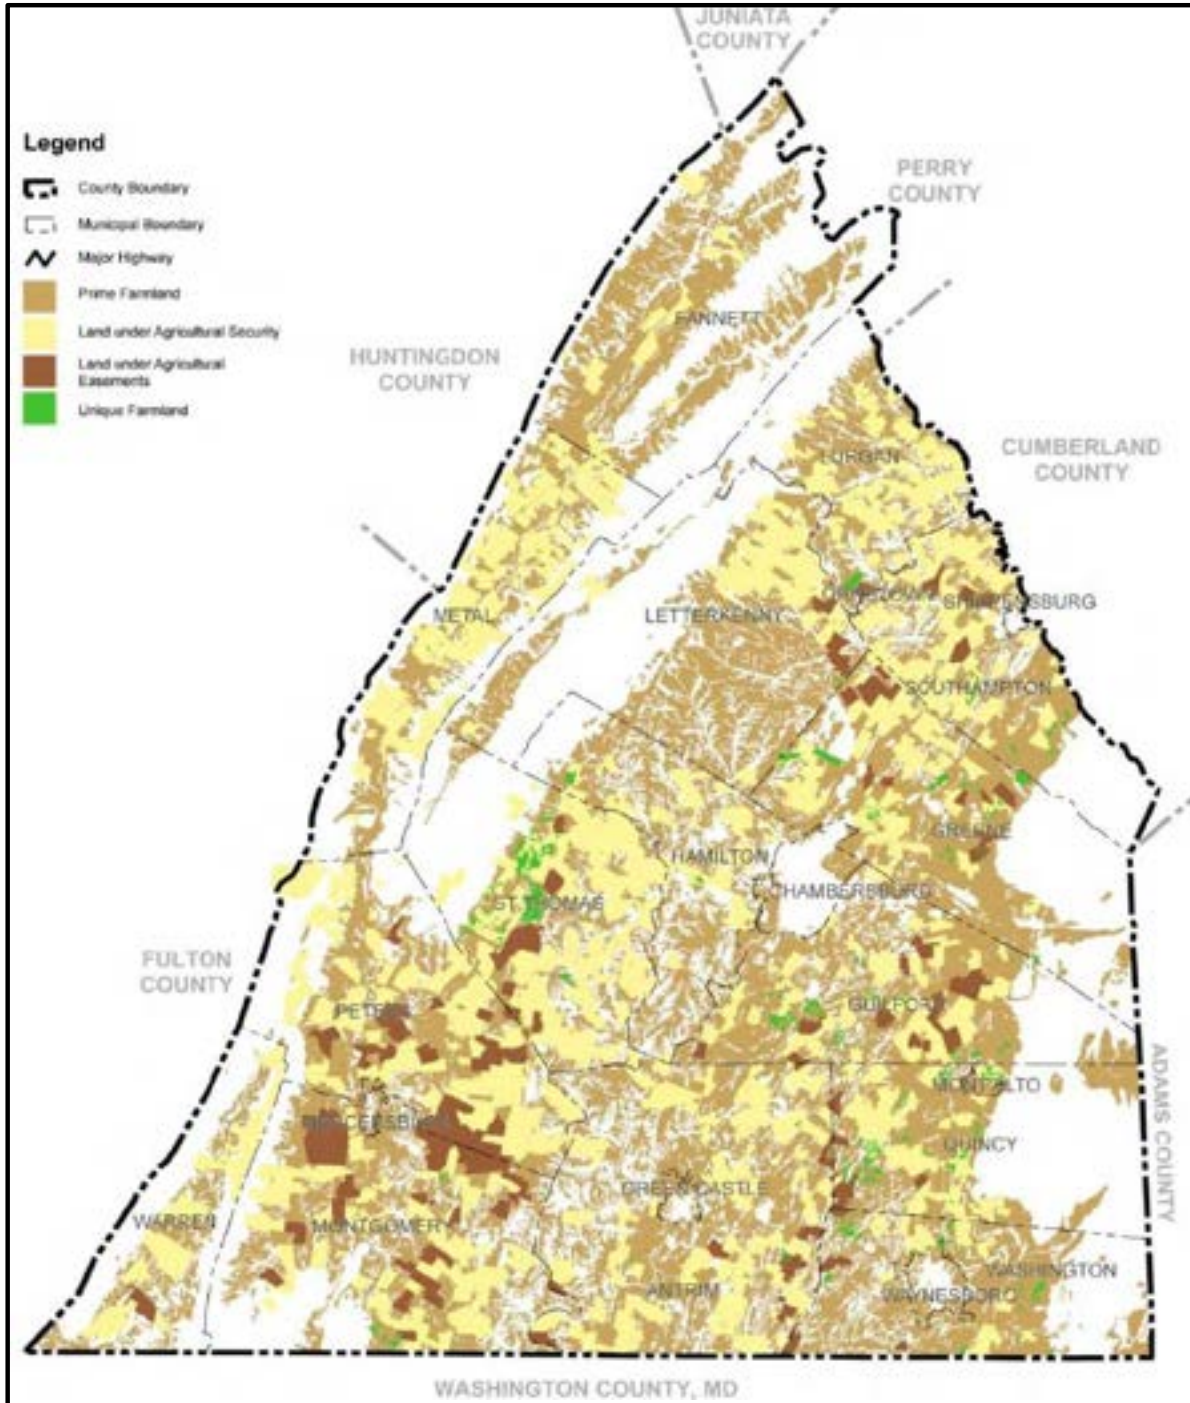 JUNIATA
COUNTY
Legend
County Boundary
Municipal Boundary
Major Highway
Prime Farmland
Land under Agricultural Security
Land under Agricultural
Easements
Unique Farmland
PERRY
COUNTY
FANNETT
HUNTINGDON
COUNTY
LURGAN
CUMBERLAND
COUNTY
METAL
LETTERKENNY
SHIPPENSBURG
SOUTHAMPTON
GREENE
HAMILTON
CHAMBERSBURG
ST THOMAS
FULTON
COUNTY
PETERS
GUILFORD
MONT ALTO
ADAMS COUNTY
MERCERSBURG
QUINCY
GREENCASTLE
WARREN
MONTGOMERY
WASHINGTON
ANTRIM
WAYNESBORO
WASHINGTON COUNTY, MD